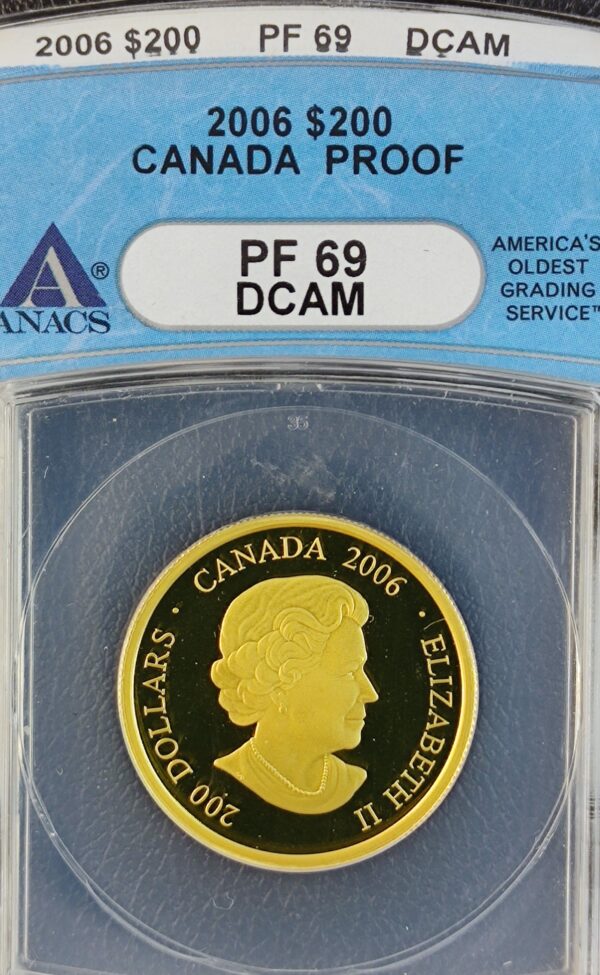 2006 $200 PF 69 DCAM
2006 $200
CANADA PROOF
PF 69
DCAM
ANACS®
AMERICA'S
OLDEST
GRADING
SERVICE™
35
CANADA 2006 • ELIZABETH II
200 DOLLARS •